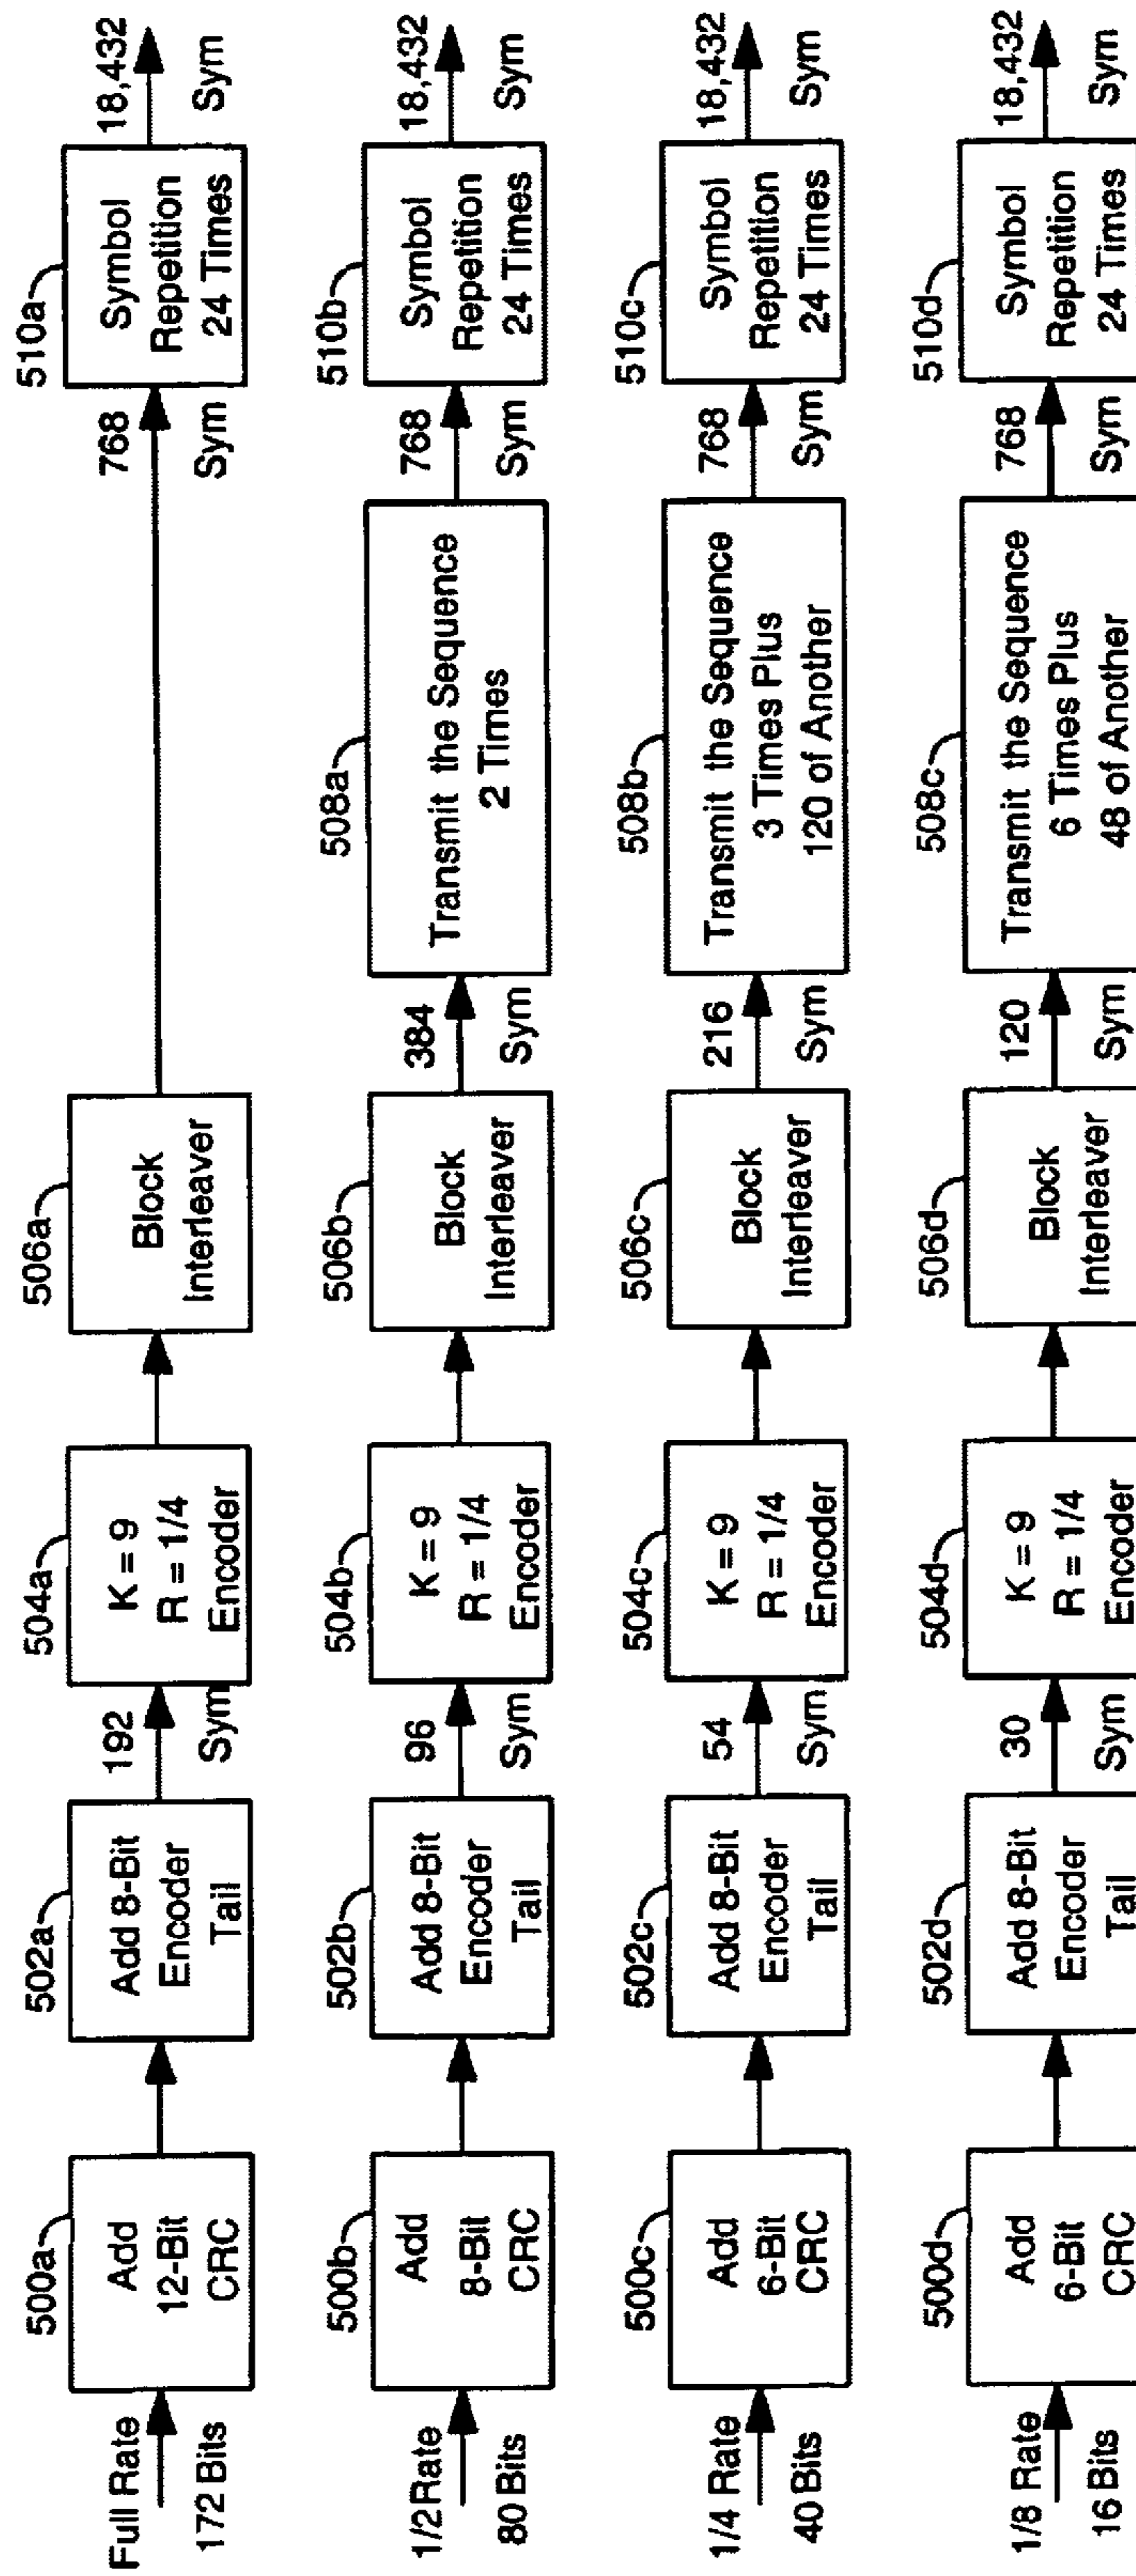 Full Rate
172 Bits
500a
Add
12-Bit
CRC
502a
Add 8-Bit
Encoder
Tail
192
Sym
504a
K = 9
R = 1/4
Encoder
506a
Block
Interleaver
768
Sym
510a
Symbol
Repetition
24 Times
18,432
Sym
1/2 Rate
80 Bits
500b
Add
8-Bit
CRC
502b
Add 8-Bit
Encoder
Tail
96
Sym
504b
K = 9
R = 1/4
Encoder
506b
Block
Interleaver
384
Sym
508a
Transmit the Sequence
2 Times
768
Sym
510b
Symbol
Repetition
24 Times
18,432
Sym
1/4 Rate
40 Bits
500c
Add
6-Bit
CRC
502c
Add 8-Bit
Encoder
Tail
54
Sym
504c
K = 9
R = 1/4
Encoder
506c
Block
Interleaver
216
Sym
508b
Transmit the Sequence
3 Times Plus
120 of Another
768
Sym
510c
Symbol
Repetition
24 Times
18,432
Sym
1/8 Rate
16 Bits
500d
Add
6-Bit
CRC
502d
Add 8-Bit
Encoder
Tail
30
Sym
504d
K = 9
R = 1/4
Encoder
506d
Block
Interleaver
120
Sym
508c
Transmit the Sequence
6 Times Plus
48 of Another
768
Sym
510d
Symbol
Repetition
24 Times
18,432
Sym